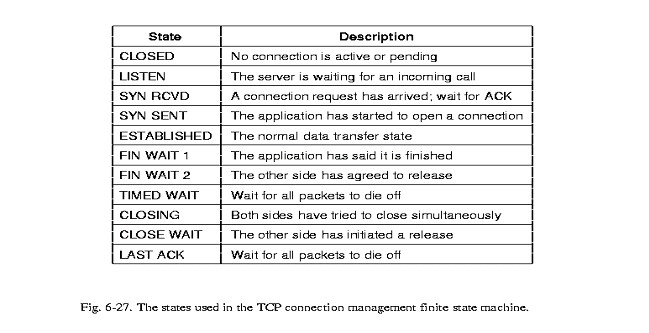 State Description
CLOSED No connection is active or pending
LISTEN The server is waiting for an incoming call
SYN RCVD A connection request has arrived; wait for ACK
SYN SENT The application has started to open a connection
ESTABLISHED The normal data transfer state
FIN WAIT 1 The application has said it is finished
FIN WAIT 2 The other side has agreed to release
TIMED WAIT Wait for all packets to die off
CLOSING Both sides have tried to close simultaneously
CLOSE WAIT The other side has initiated a release
LAST ACK Wait for all packets to die off
Fig. 6-27. The states used in the TCP connection management finite state machine.